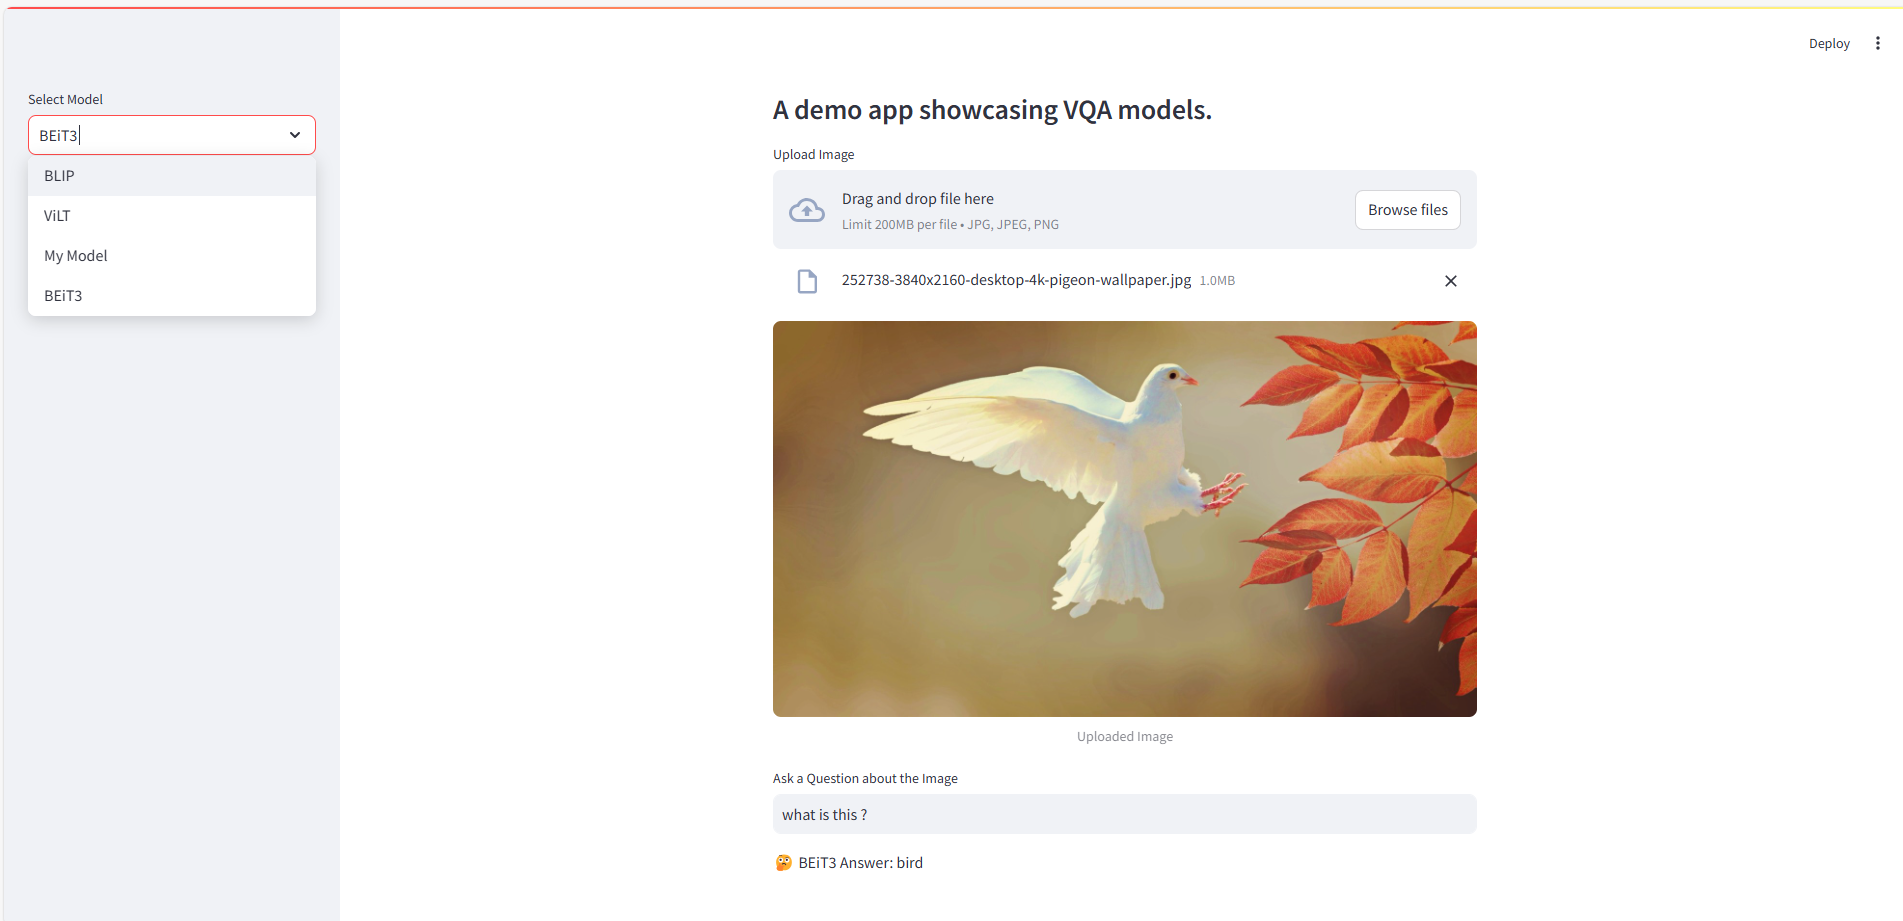 Deploy
Select Model
BEiT3
BLIP
ViLT
My Model
BEiT3
A demo app showcasing VQA models.
Upload Image
Drag and drop file here
Limit 200MB per file • JPG, JPEG, PNG
Browse files
252738-3840x2160-desktop-4k-pigeon-wallpaper.jpg 1.0MB
Uploaded Image
Ask a Question about the Image
what is this ?
🤔 BEiT3 Answer: bird